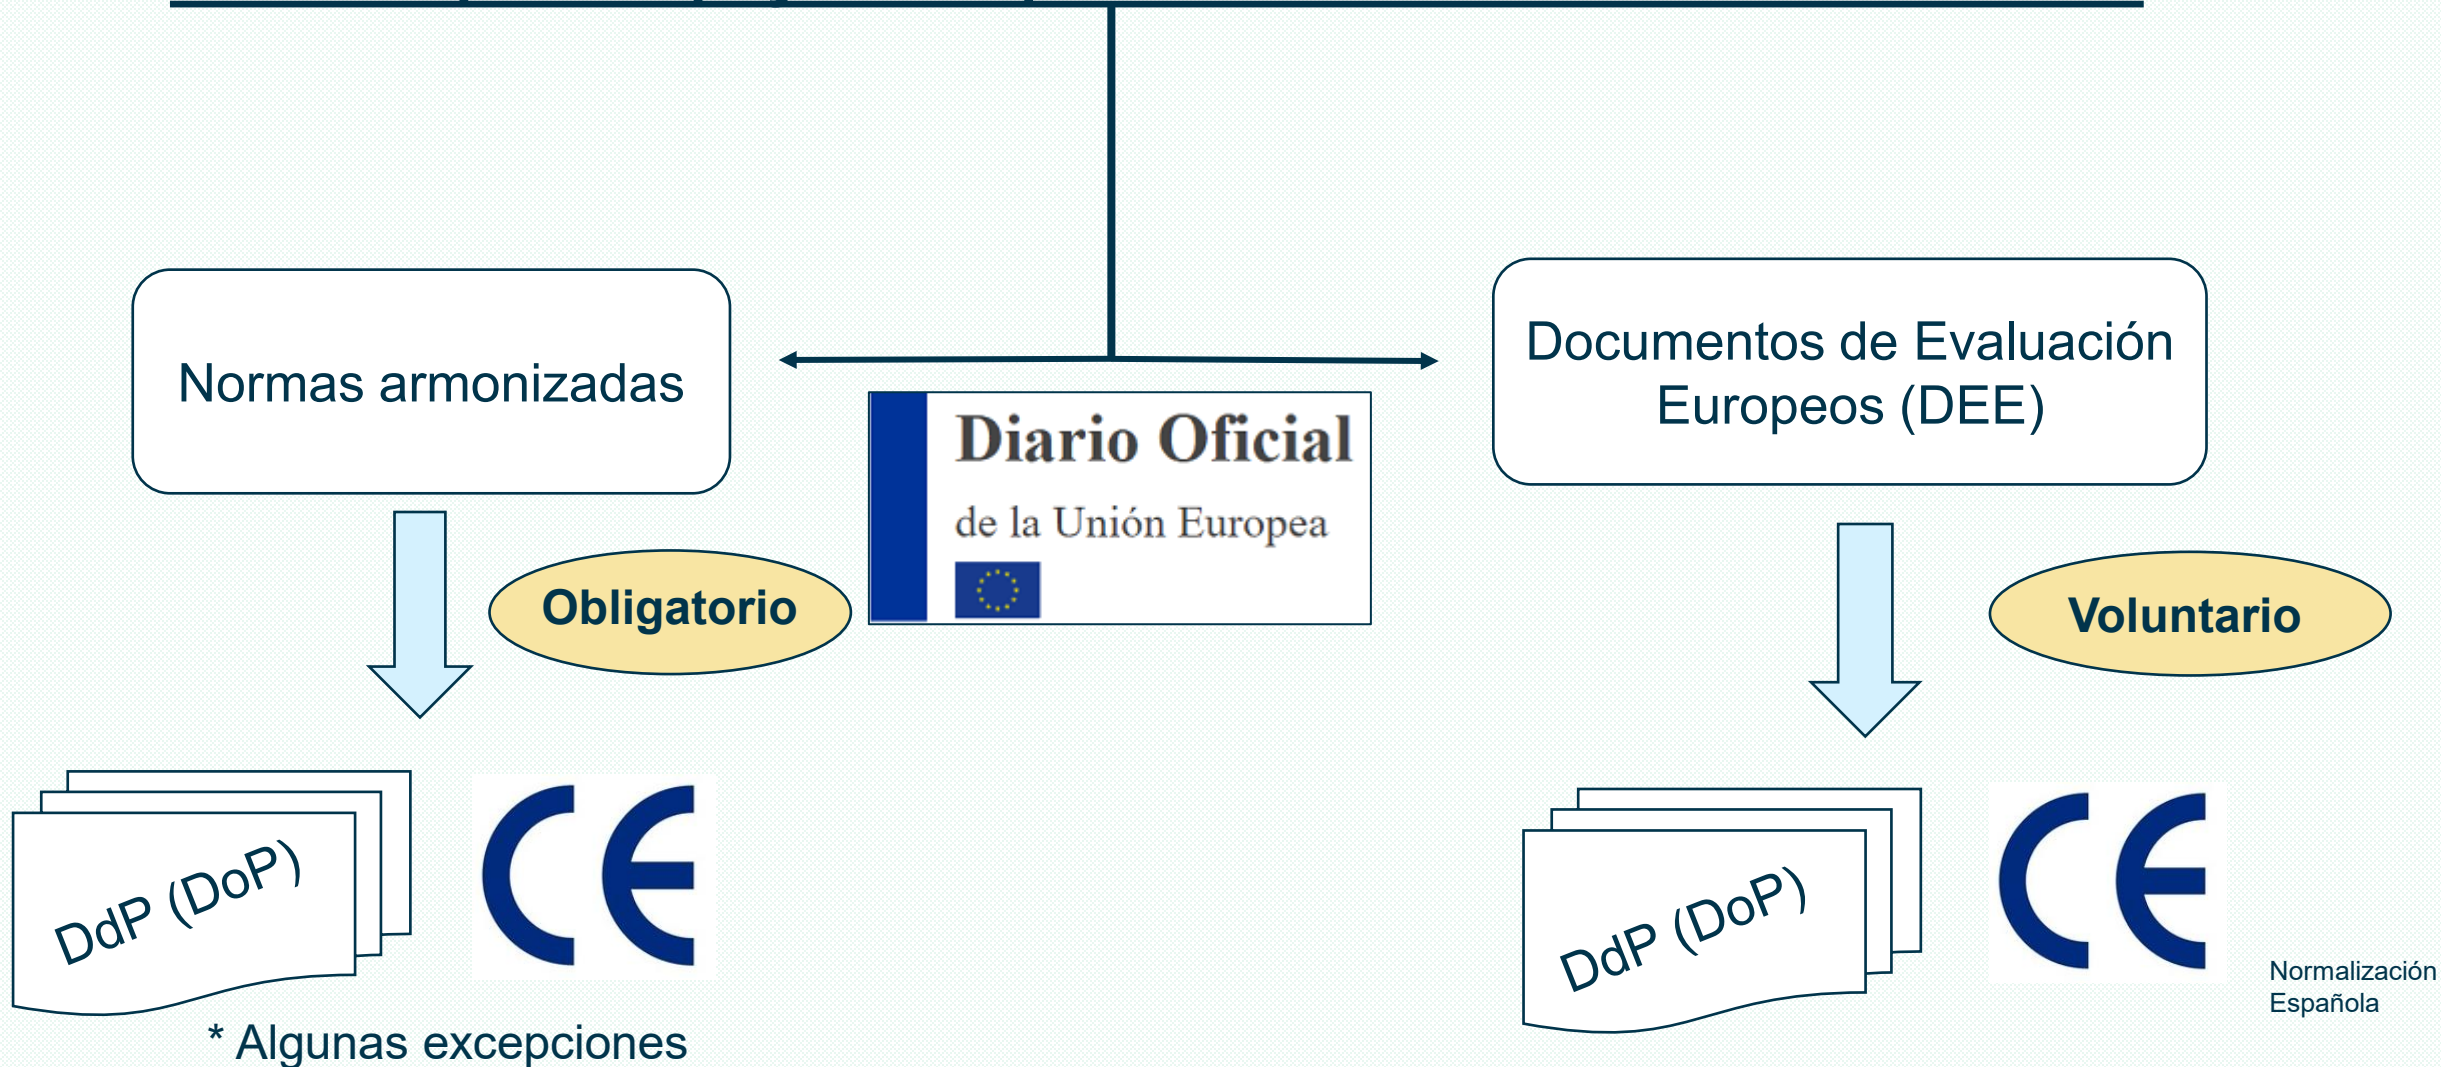 Normas armonizadas
Documentos de Evaluación
Europeos (DEE)
Diario Oficial
de la Unión Europea
Obligatorio
Voluntario
DdP (DoP)
CE
DdP (DoP)
CE
* Algunas excepciones
Normalización
Española